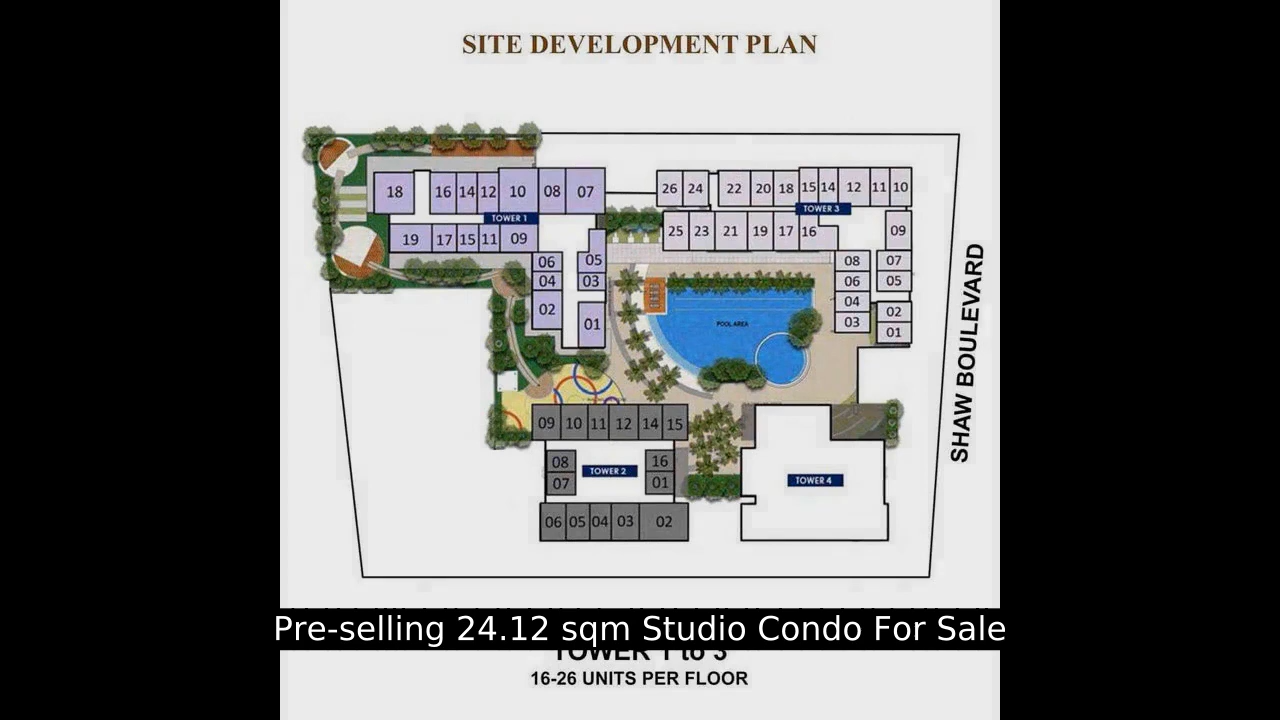 SITE DEVELOPMENT PLAN
18 16 14 12 10 08 07
26 24 22 20 18 15 14 12 11 10
TOWER 1
TOWER 3
19 17 15 11 09
25 23 21 19 17 16 09
06 05
04 03
02 01
08 07
06 05
04 02
03 01
POOL AREA
SHAW BOULEVARD
09 10 11 12 14 15
08 16
TOWER 2
07 01
TOWER 4
06 05 04 03 02
Pre-selling 24.12 sqm Studio Condo For Sale
TOWER 1 to 3
16-26 UNITS PER FLOOR